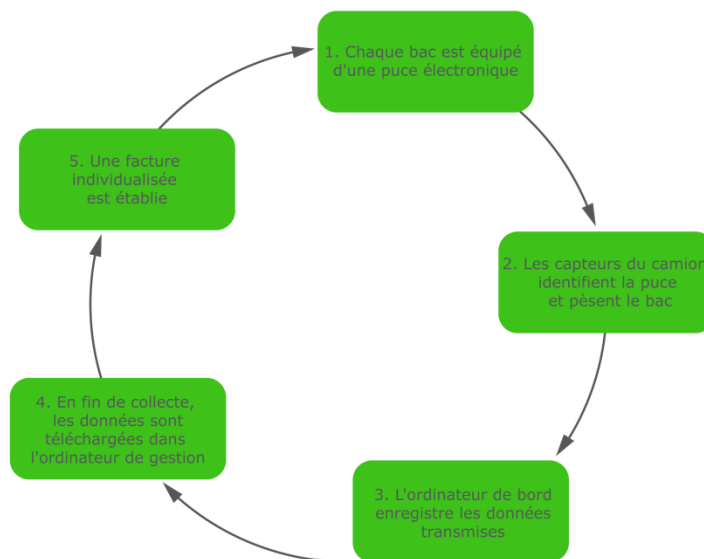 1. Chaque bac est équipé
d'une puce électronique
2. Les capteurs du camion
identifient la puce
et pèsent le bac
3. L'ordinateur de bord
enregistre les données
transmises
4. En fin de collecte,
les données sont
téléchargées dans
l'ordinateur de gestion
5. Une facture
individualisée
est établie